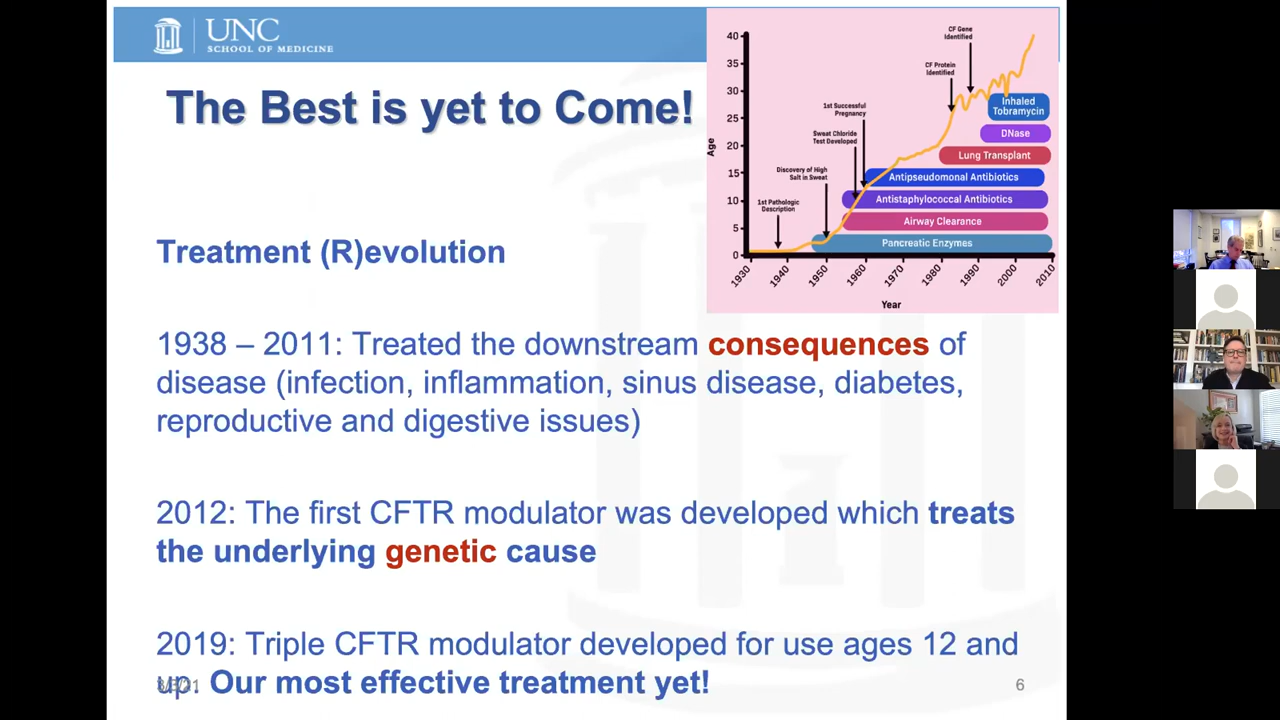 UNC
SCHOOL OF MEDICINE
The Best is yet to Come!
Treatment (R)evolution
1938 – 2011: Treated the downstream consequences of
disease (infection, inflammation, sinus disease, diabetes,
reproductive and digestive issues)
2012: The first CFTR modulator was developed which treats
the underlying genetic cause
2019: Triple CFTR modulator developed for use ages 12 and
up. Our most effective treatment yet!
3/3/21
6
Age
40
35
30
25
20
15
10
5
0
CF Gene
Identified
CF Protein
Identified
1st Successful
Pregnancy
Sweat Chloride
Test Developed
Discovery of High
Salt in Sweat
1st Pathologic
Description
Inhaled
Tobramycin
DNase
Lung Transplant
Antipseudomonal Antibiotics
Antistaphylococcal Antibiotics
Airway Clearance
Pancreatic Enzymes
1930
1940
1950
1960
1970
1980
1990
2000
2010
Year